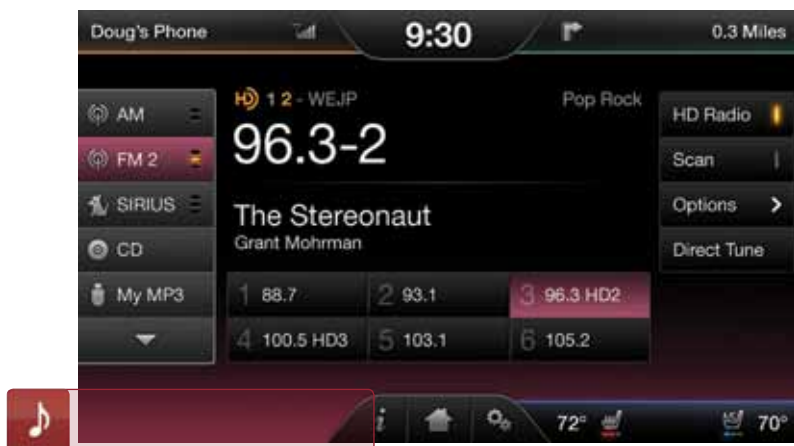 Doug's Phone 9:30 0.3 Miles
AM
FM 2
SIRIUS
CD
My MP3
HD 1 2 - WEJP Pop Rock
96.3-2
The Stereonaut
Grant Mohrman
1 88.7 2 93.1 3 96.3 HD2
4 100.5 HD3 5 103.1 6 105.2
HD Radio
Scan
Options >
Direct Tune
i 72° 70°